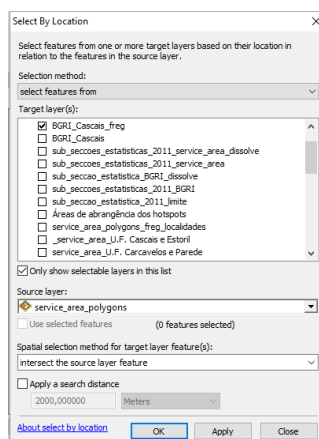 Select By Location
Select features from one or more target layers based on their location in
relation to the features in the source layer.
Selection method:
select features from
Target layer(s):
BGRI_Cascais_freg
BGRI_Cascais
sub_seccoes_estatisticas_2011_service_area_dissolve
sub_seccoes_estatisticas_2011_service_area
sub_seccao_estatistica_BGRI_dissolve
sub_seccoes_estatisticas_2011_BGRI
sub_seccao_estatistica_2011_limite
Áreas de abrangência dos hotspots
service_area_polygons_freg_localidades
_service_area_U.F. Cascais e Estoril
service_area_U.F. Carcavelos e Parede
Only show selectable layers in this list
Source layer:
service_area_polygons
Use selected features (0 features selected)
Spatial selection method for target layer feature(s):
intersect the source layer feature
Apply a search distance
2000,000000 Meters
About select by location OK Apply Close